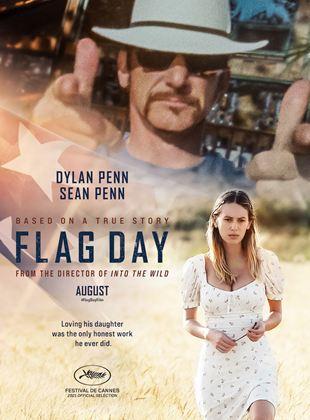 DYLAN PENN
SEAN PENN
BASED ON A TRUE STORY
FLAG DAY
FROM THE DIRECTOR OF INTO THE WILD
AUGUST
#FlagDayFilm
Loving his daughter
was the only honest work
he ever did.
FESTIVAL DE CANNES
2021 OFFICIAL SELECTION